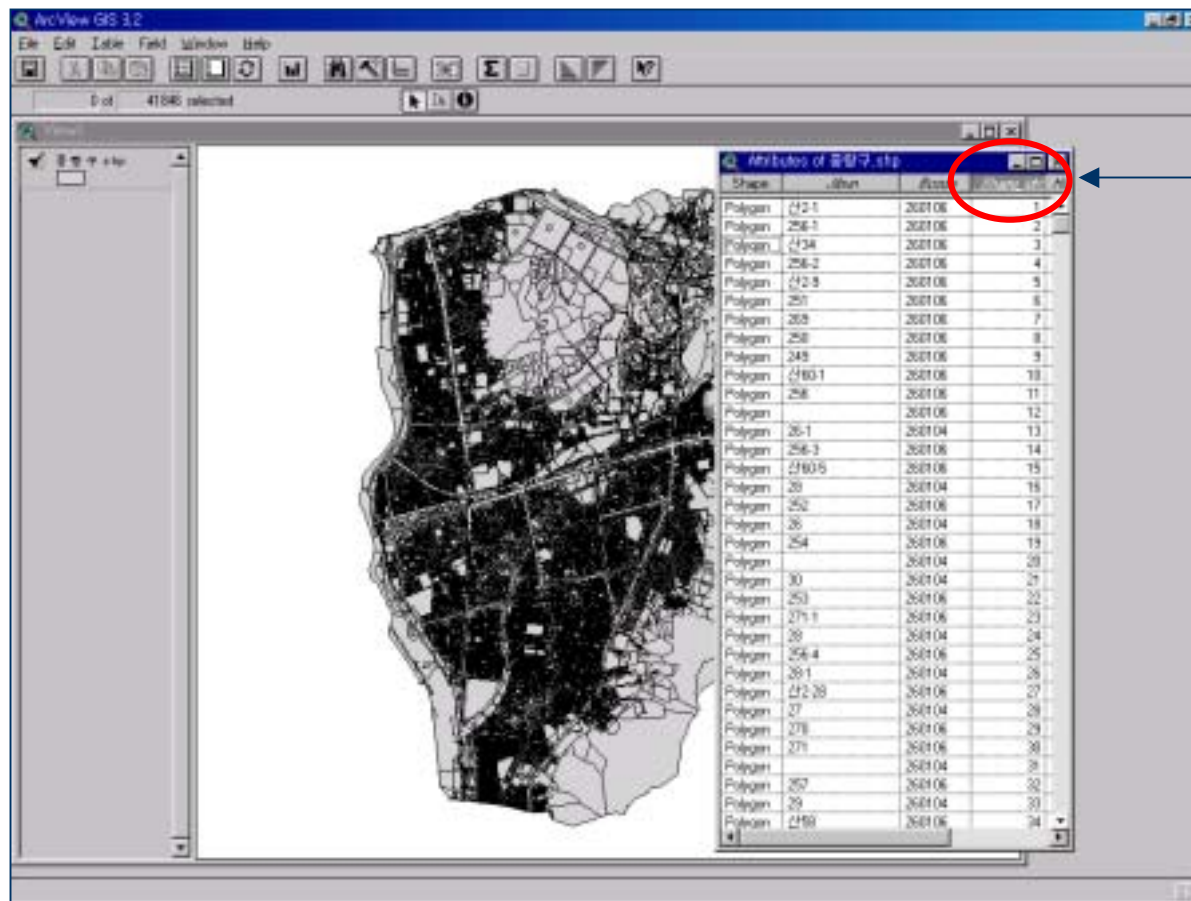 ArcView GIS 3.2
File Edit Table Field Window Help
0 of 41846 selected
중랑구.shp
Attributes of 중랑구.shp
Shape Jibun
Polygon 산2-1 260106 1
Polygon 256-1 260106 2
Polygon 산34 260106 3
Polygon 256-2 260106 4
Polygon 산2-9 260106 5
Polygon 251 260106 6
Polygon 269 260106 7
Polygon 250 260106 8
Polygon 249 260106 9
Polygon 산60-1 260106 10
Polygon 256 260106 11
Polygon 260106 12
Polygon 26-1 260104 13
Polygon 256-3 260106 14
Polygon 산60-5 260106 15
Polygon 28 260104 16
Polygon 252 260106 17
Polygon 26 260104 18
Polygon 254 260106 19
Polygon 260104 20
Polygon 30 260104 21
Polygon 253 260106 22
Polygon 271-1 260106 23
Polygon 28 260104 24
Polygon 256-4 260106 25
Polygon 28-1 260104 26
Polygon 산2-28 260106 27
Polygon 27 260104 28
Polygon 270 260106 29
Polygon 271 260106 30
Polygon 260104 31
Polygon 257 260106 32
Polygon 29 260104 33
Polygon 산58 260106 34